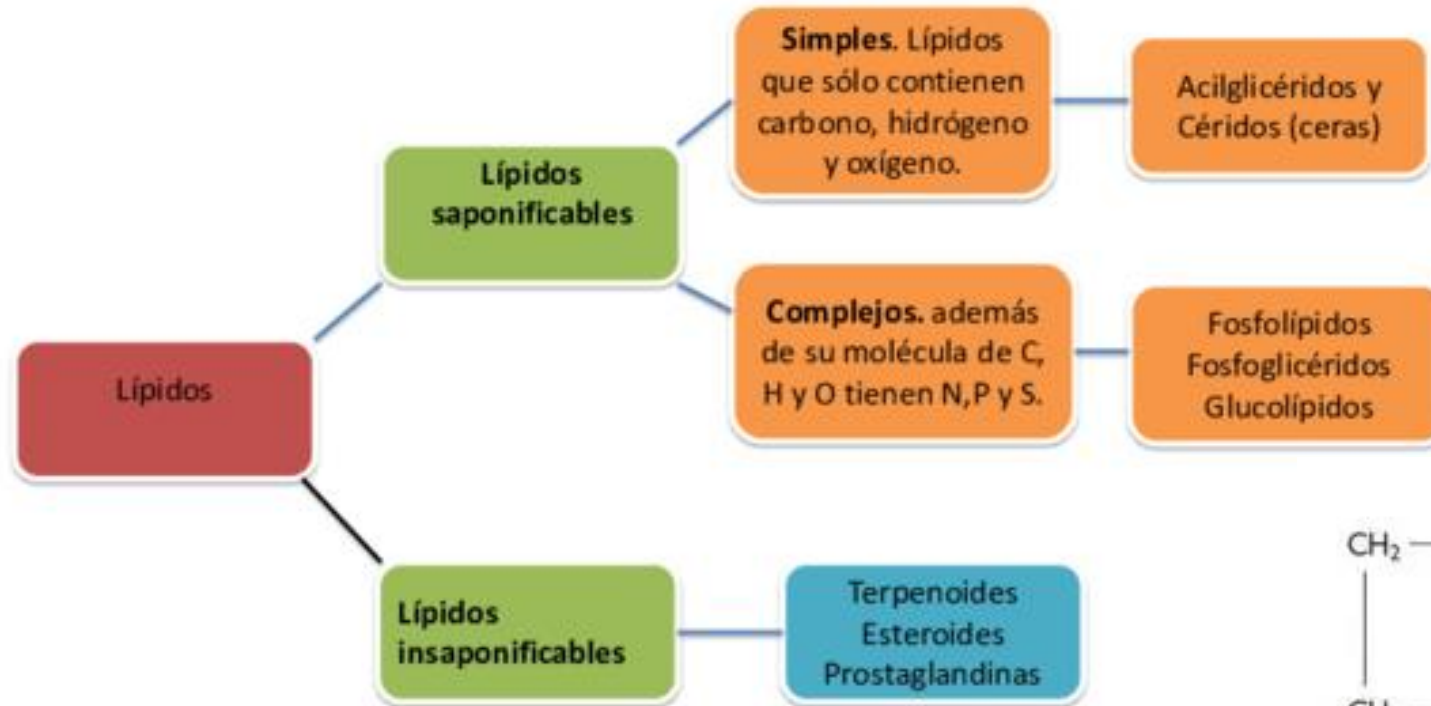 Simples. Lípidos
que sólo contienen
carbono, hidrógeno
y oxígeno.
Acilglicéridos y
Céridos (ceras)
Lípidos
saponificables
Complejos. además
de su molécula de C,
H y O tienen N,P y S.
Fosfolípidos
Fosfoglicéridos
Glucolípidos
Lípidos
Lípidos
insaponificables
Terpenoides
Esteroides
Prostaglandinas
CH₂